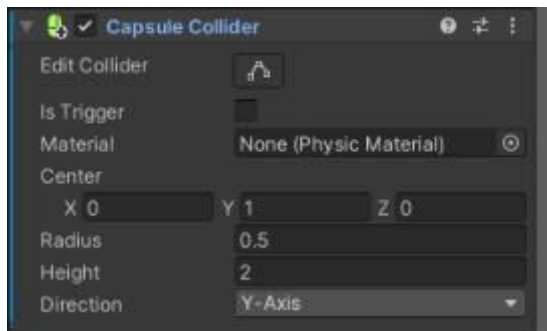 Capsule Collider
Edit Collider
Is Trigger
Material None (Physic Material)
Center
X 0 Y 1 Z 0
Radius 0.5
Height 2
Direction Y-Axis